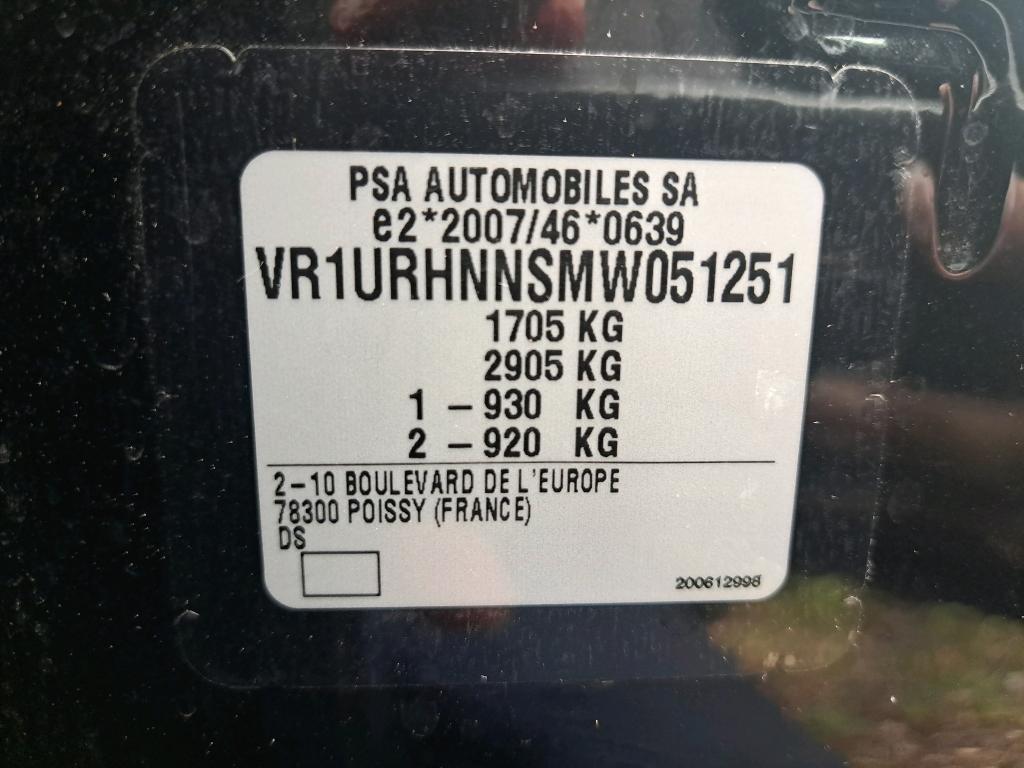 PSA AUTOMOBILES SA
e2*2007/46*0639
VR1URHNNSMW051251
1705 KG
2905 KG
1 – 930 KG
2 – 920 KG
2–10 BOULEVARD DE L'EUROPE
78300 POISSY (FRANCE)
DS
200612998